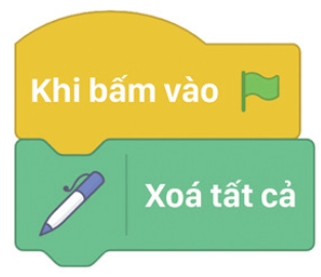 Khi bấm vào
Xoá tất cả